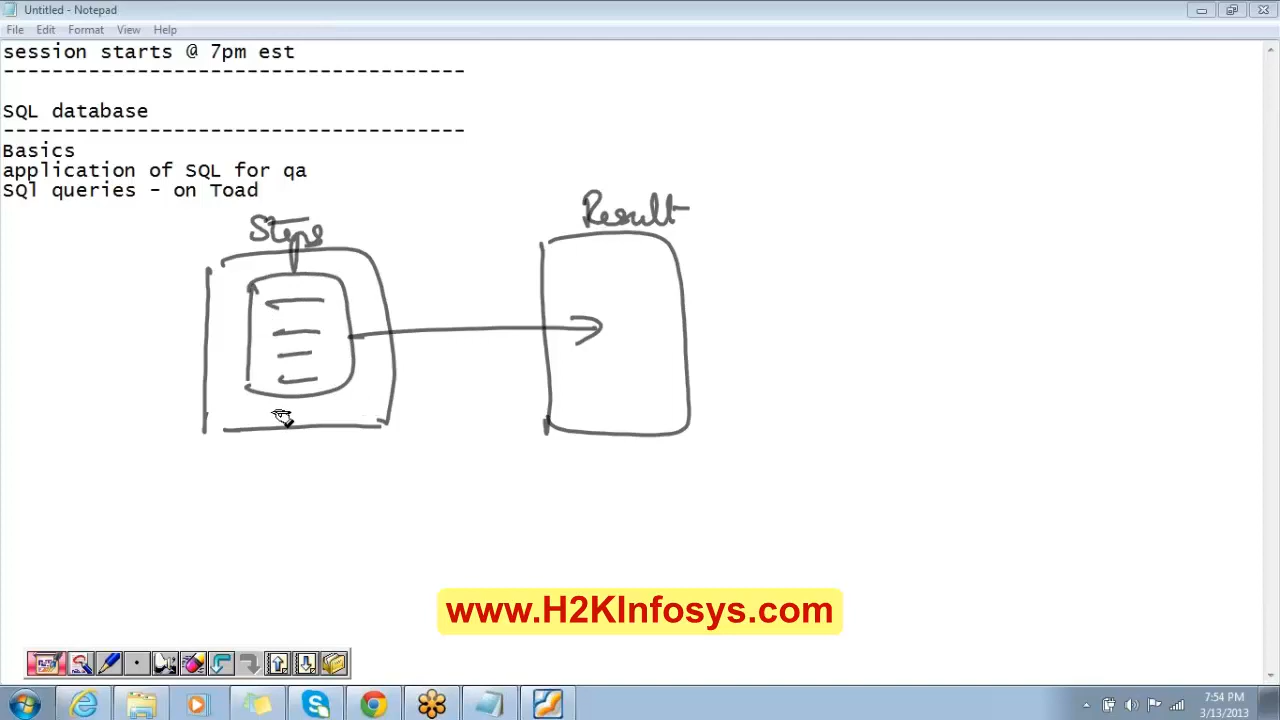 Untitled - Notepad
File Edit Format View Help
session starts @ 7pm est
---------------------------------------
SQL database
---------------------------------------
Basics
application of SQL for qa
SQl queries - on Toad
Steps
Result
www.H2KInfosys.com
7:54 PM
3/13/2013